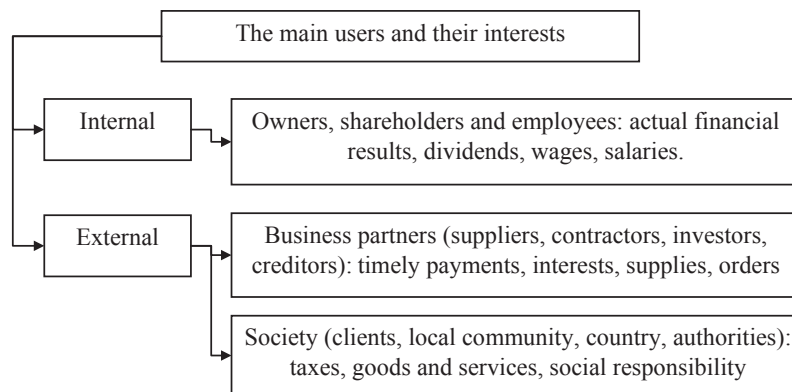 The main users and their interests
Internal
Owners, shareholders and employees: actual financial
results, dividends, wages, salaries.
External
Business partners (suppliers, contractors, investors,
creditors): timely payments, interests, supplies, orders
Society (clients, local community, country, authorities):
taxes, goods and services, social responsibility